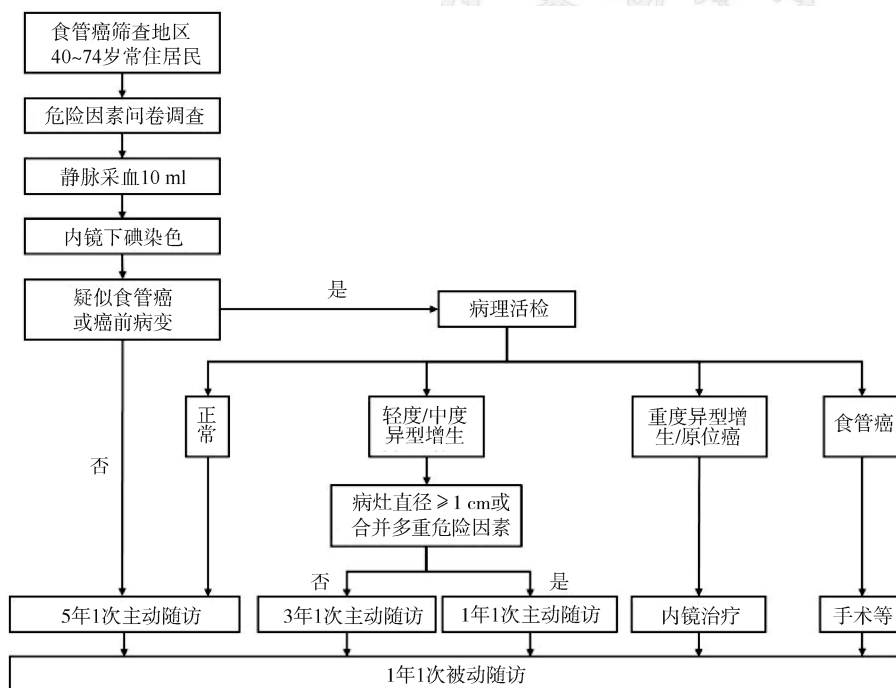 食管癌筛查地区
40~74岁常住居民
危险因素问卷调查
静脉采血10 ml
内镜下碘染色
疑似食管癌
或癌前病变
是
病理活检
否
正
常
轻度/中度
异型增生
重度异型增
生/原位癌
食管癌
病灶直径≥1 cm或
合并多重危险因素
否
是
5年1次主动随访
3年1次主动随访
1年1次主动随访
内镜治疗
手术等
1年1次被动随访